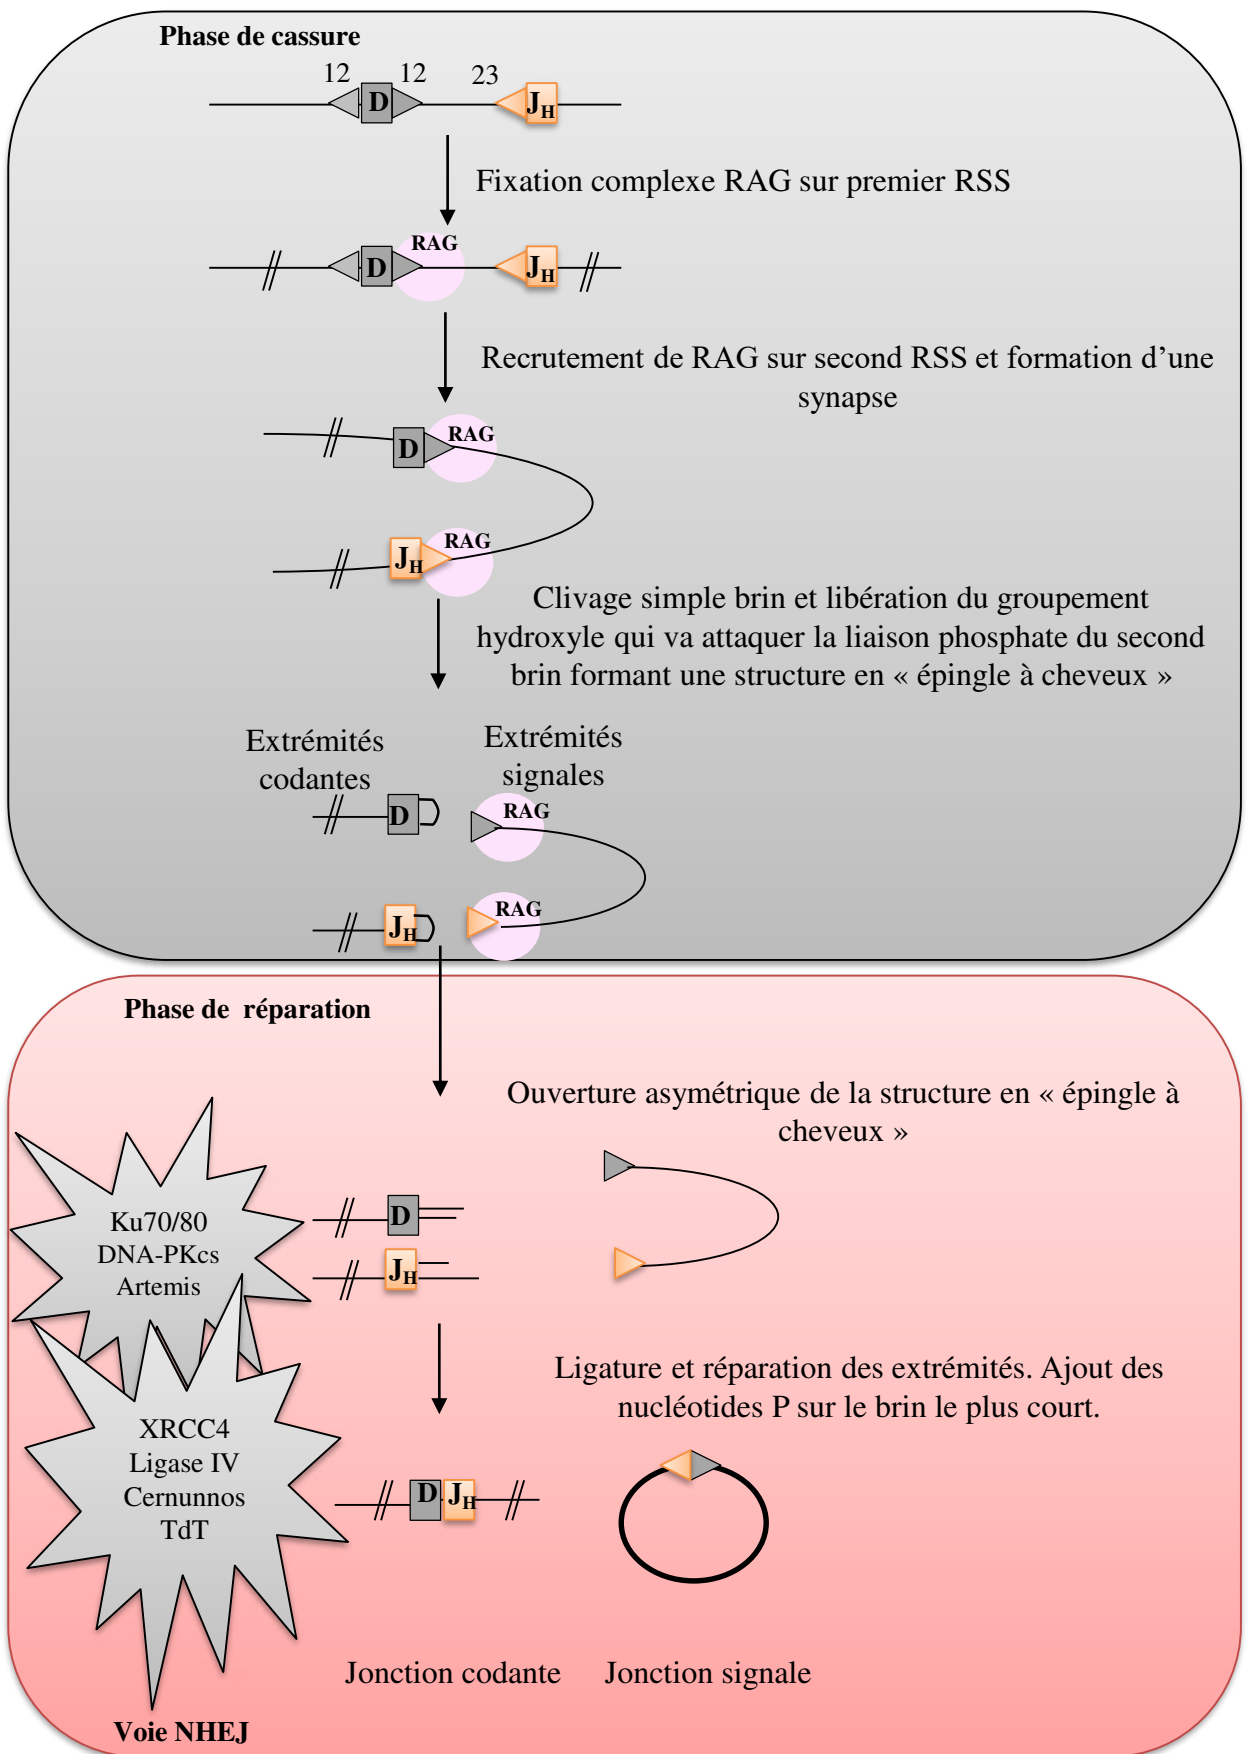 Phase de cassure
12 12 23
D JH
Fixation complexe RAG sur premier RSS
RAG
D JH
Recrutement de RAG sur second RSS et formation d’une
synapse
D RAG
JH RAG
Clivage simple brin et libération du groupement
hydroxyle qui va attaquer la liaison phosphate du second
brin formant une structure en « épingle à cheveux »
Extrémités
codantes
Extrémités
signales
D RAG
JH RAG
Phase de réparation
Ouverture asymétrique de la structure en « épingle à
cheveux »
Ku70/80
DNA-PKcs
Artemis
D
JH
Ligature et réparation des extrémités. Ajout des
nucléotides P sur le brin le plus court.
XRCC4
Ligase IV
Cernunnos
TdT
D JH
Jonction codante Jonction signale
Voie NHEJ